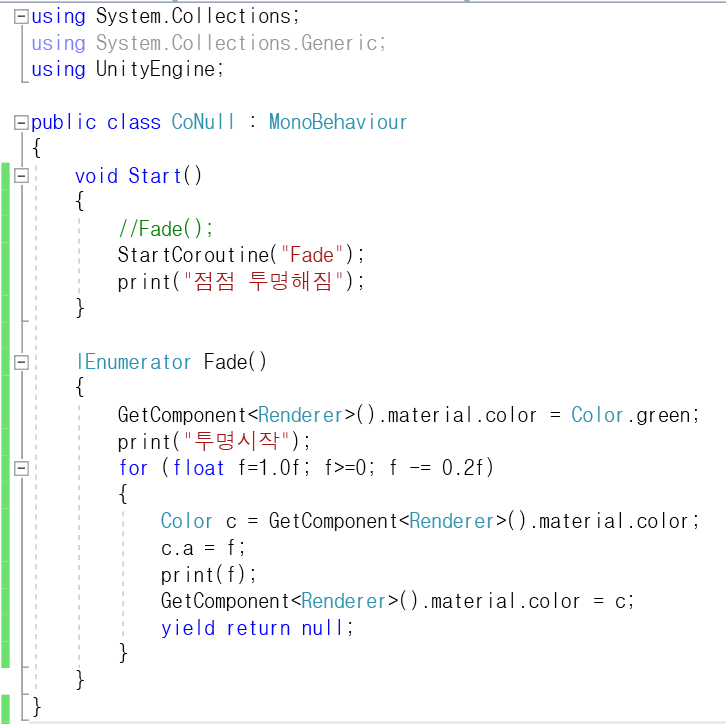 using System.Collections;
using System.Collections.Generic;
using UnityEngine;
public class CoNull : MonoBehaviour
{
void Start()
{
//Fade();
StartCoroutine("Fade");
print("점점 투명해짐");
}
IEnumerator Fade()
{
GetComponent<Renderer>().material.color = Color.green;
print("투명시작");
for (float f=1.0f; f>=0; f -= 0.2f)
{
Color c = GetComponent<Renderer>().material.color;
c.a = f;
print(f);
GetComponent<Renderer>().material.color = c;
yield return null;
}
}
}